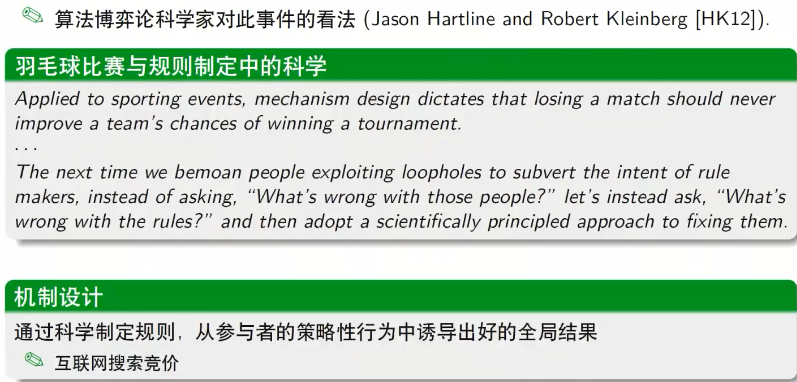 算法博弈论科学家对此事件的看法 (Jason Hartline and Robert Kleinberg [HK12]).
羽毛球比赛与规则制定中的科学
Applied to sporting events, mechanism design dictates that losing a match should never
improve a team's chances of winning a tournament.
...
The next time we bemoan people exploiting loopholes to subvert the intent of rule
makers, instead of asking, “What's wrong with those people?” let's instead ask, “What's
wrong with the rules?” and then adopt a scientifically principled approach to fixing them.
机制设计
通过科学制定规则，从参与者的策略性行为中诱导出好的全局结果
互联网搜索竞价